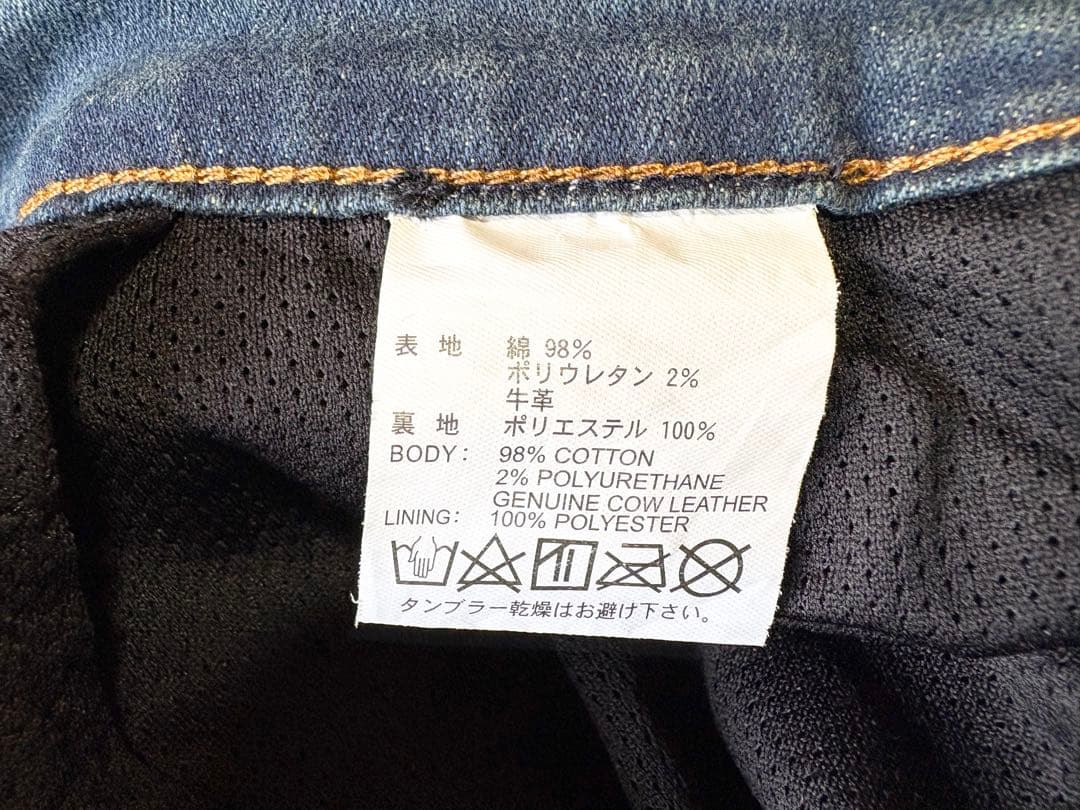 表 地 綿 98%
ポリウレタン 2%
牛革
裏 地 ポリエステル 100%
BODY: 98% COTTON
2% POLYURETHANE
GENUINE COW LEATHER
LINING: 100% POLYESTER
タンブラー乾燥はお避け下さい。